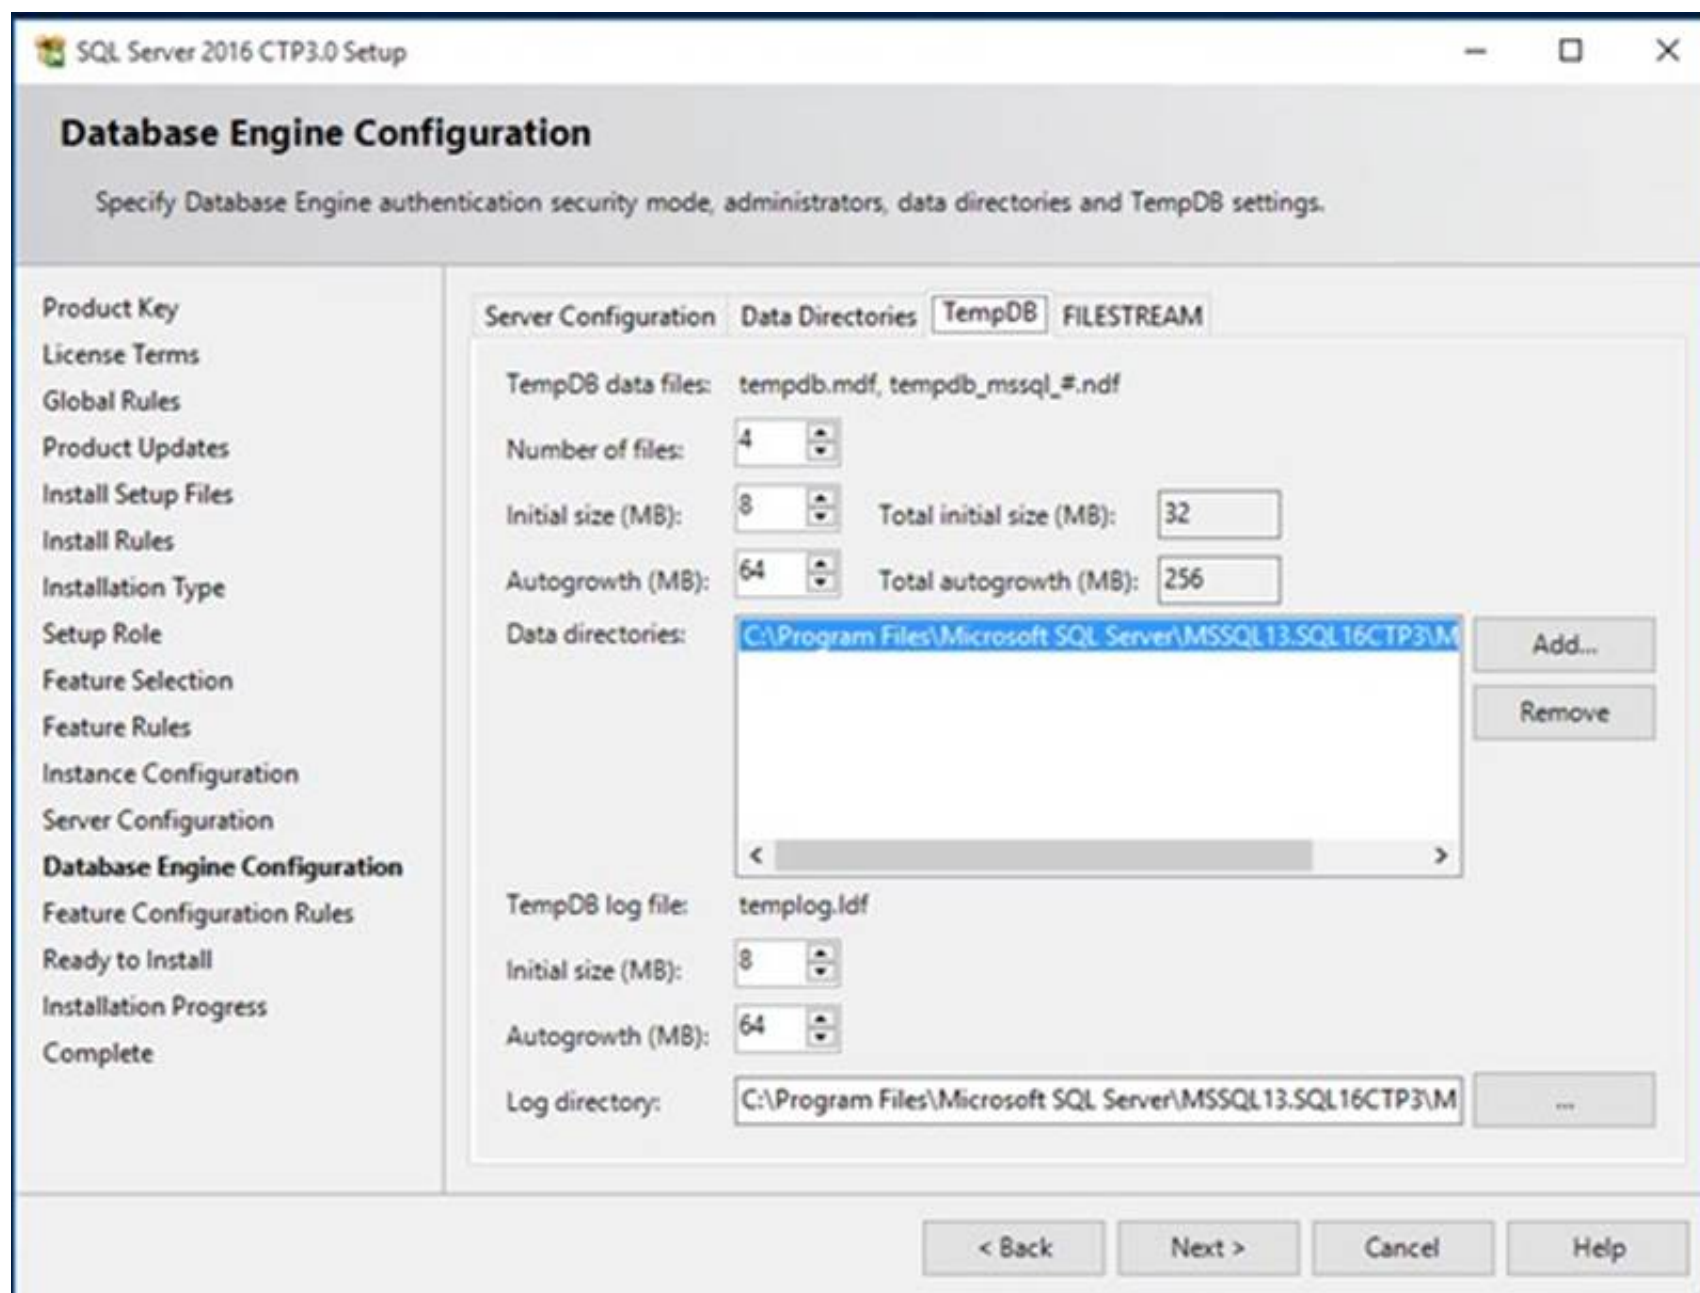 SQL Server 2016 CTP3.0 Setup
Database Engine Configuration
Specify Database Engine authentication security mode, administrators, data directories and TempDB settings.
Product Key
License Terms
Global Rules
Product Updates
Install Setup Files
Install Rules
Installation Type
Setup Role
Feature Selection
Feature Rules
Instance Configuration
Server Configuration
Database Engine Configuration
Feature Configuration Rules
Ready to Install
Installation Progress
Complete
Server Configuration Data Directories TempDB FILESTREAM
TempDB data files: tempdb.mdf, tempdb_mssql_#.ndf
Number of files: 4
Initial size (MB): 8 Total initial size (MB): 32
Autogrowth (MB): 64 Total autogrowth (MB): 256
Data directories: C:\Program Files\Microsoft SQL Server\MSSQL13.SQL16CTP3\M Add...
Remove
TempDB log file: templog.ldf
Initial size (MB): 8
Autogrowth (MB): 64
Log directory: C:\Program Files\Microsoft SQL Server\MSSQL13.SQL16CTP3\M ...
< Back Next > Cancel Help